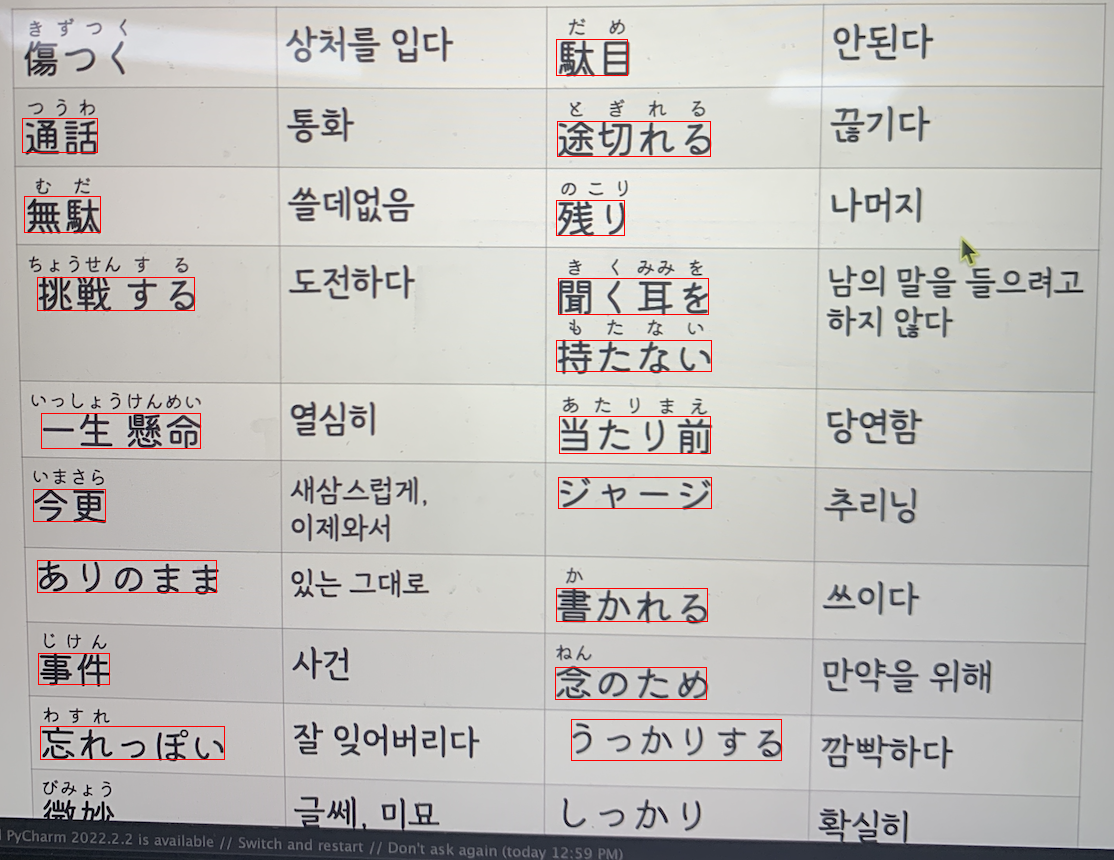 きずつく
傷つく 상처를 입다
だめ
駄目 안된다
つうわ
通話 통화
とぎれる
途切れる 끊기다
むだ
無駄 쓸데없음
のこり
残り 나머지
ちょうせんする
挑戦する 도전하다
きくみみを
聞く耳を
もたない
持たない
남의 말을 들으려고
하지 않다
いっしょうけんめい
一生懸命 열심히
あたりまえ
当たり前 당연함
いまさら
今更
새삼스럽게,
이제와서
ジャージ 추리닝
ありのまま 있는 그대로
か
書かれる 쓰이다
じけん
事件 사건
ねん
念のため 만약을 위해
わすれ
忘れっぽい 잘 잊어버리다
うっかりする 깜빡하다
びみょう
微妙 글쎄, 미묘
しっかり 확실히
PyCharm 2022.2.2 is available // Switch and restart // Don't ask again (today 12:59 PM)